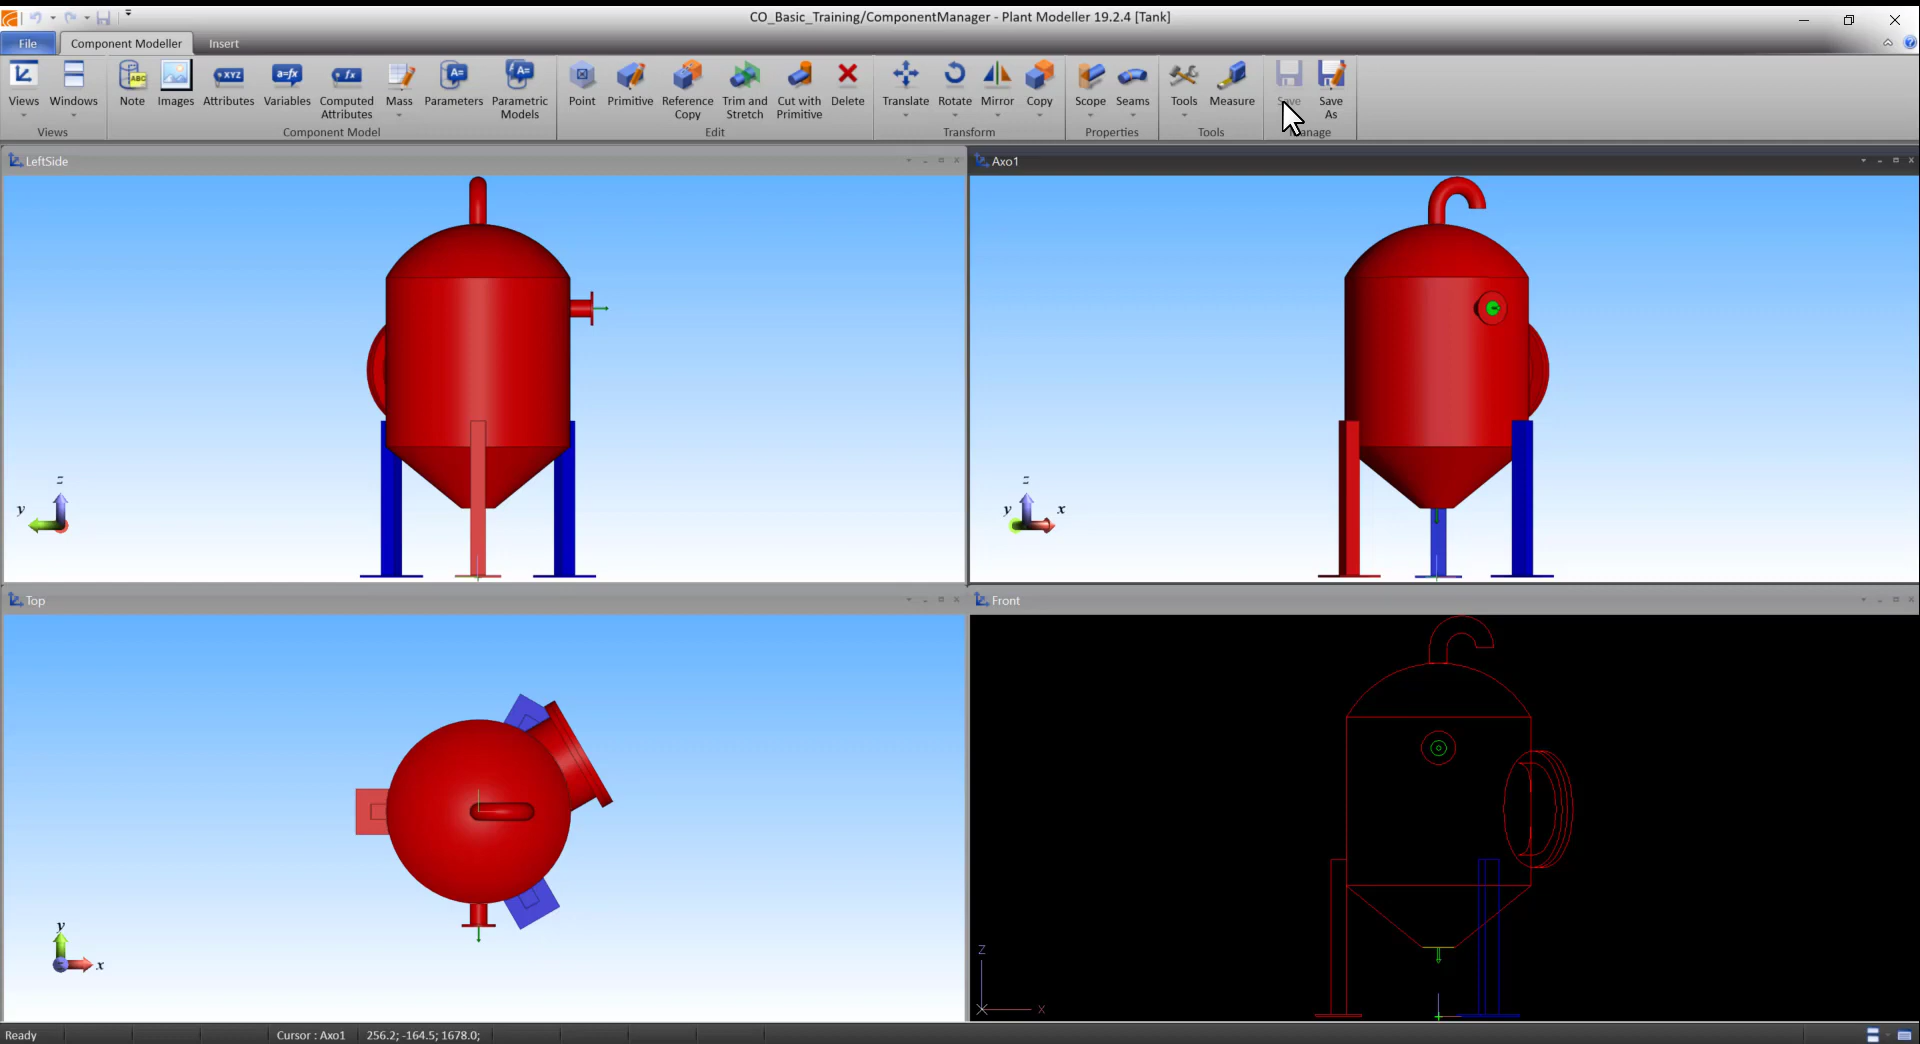 CO_Basic_Training/ComponentManager - Plant Modeller 19.2.4 [Tank]
File Component Modeller Insert
Views Windows Note Images Attributes Variables Computed Attributes Mass Parameters Parametric Models Point Primitive Reference Copy Trim and Stretch Cut with Primitive Delete Translate Rotate Mirror Copy Scope Seams Tools Measure Save Save As
Views Component Model Edit Transform Properties Tools Manage
LeftSide
Axo1
z
y
z
y x
Top
Front
y
x
Z
X
Ready Cursor : Axo1 256.2; -164.5; 1678.0;